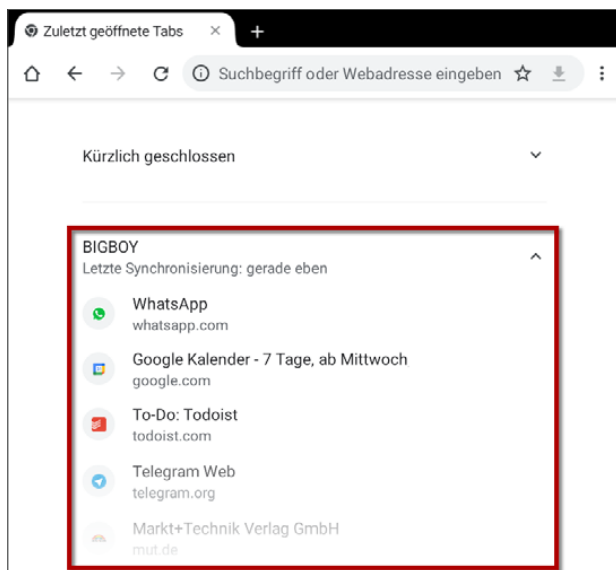 Zuletzt geöffnete Tabs
Suchbegriff oder Webadresse eingeben
Kürzlich geschlossen
BIGBOY
Letzte Synchronisierung: gerade eben
WhatsApp
whatsapp.com
Google Kalender - 7 Tage, ab Mittwoch
google.com
To-Do: Todoist
todoist.com
Telegram Web
telegram.org
Markt+Technik Verlag GmbH
mut.de